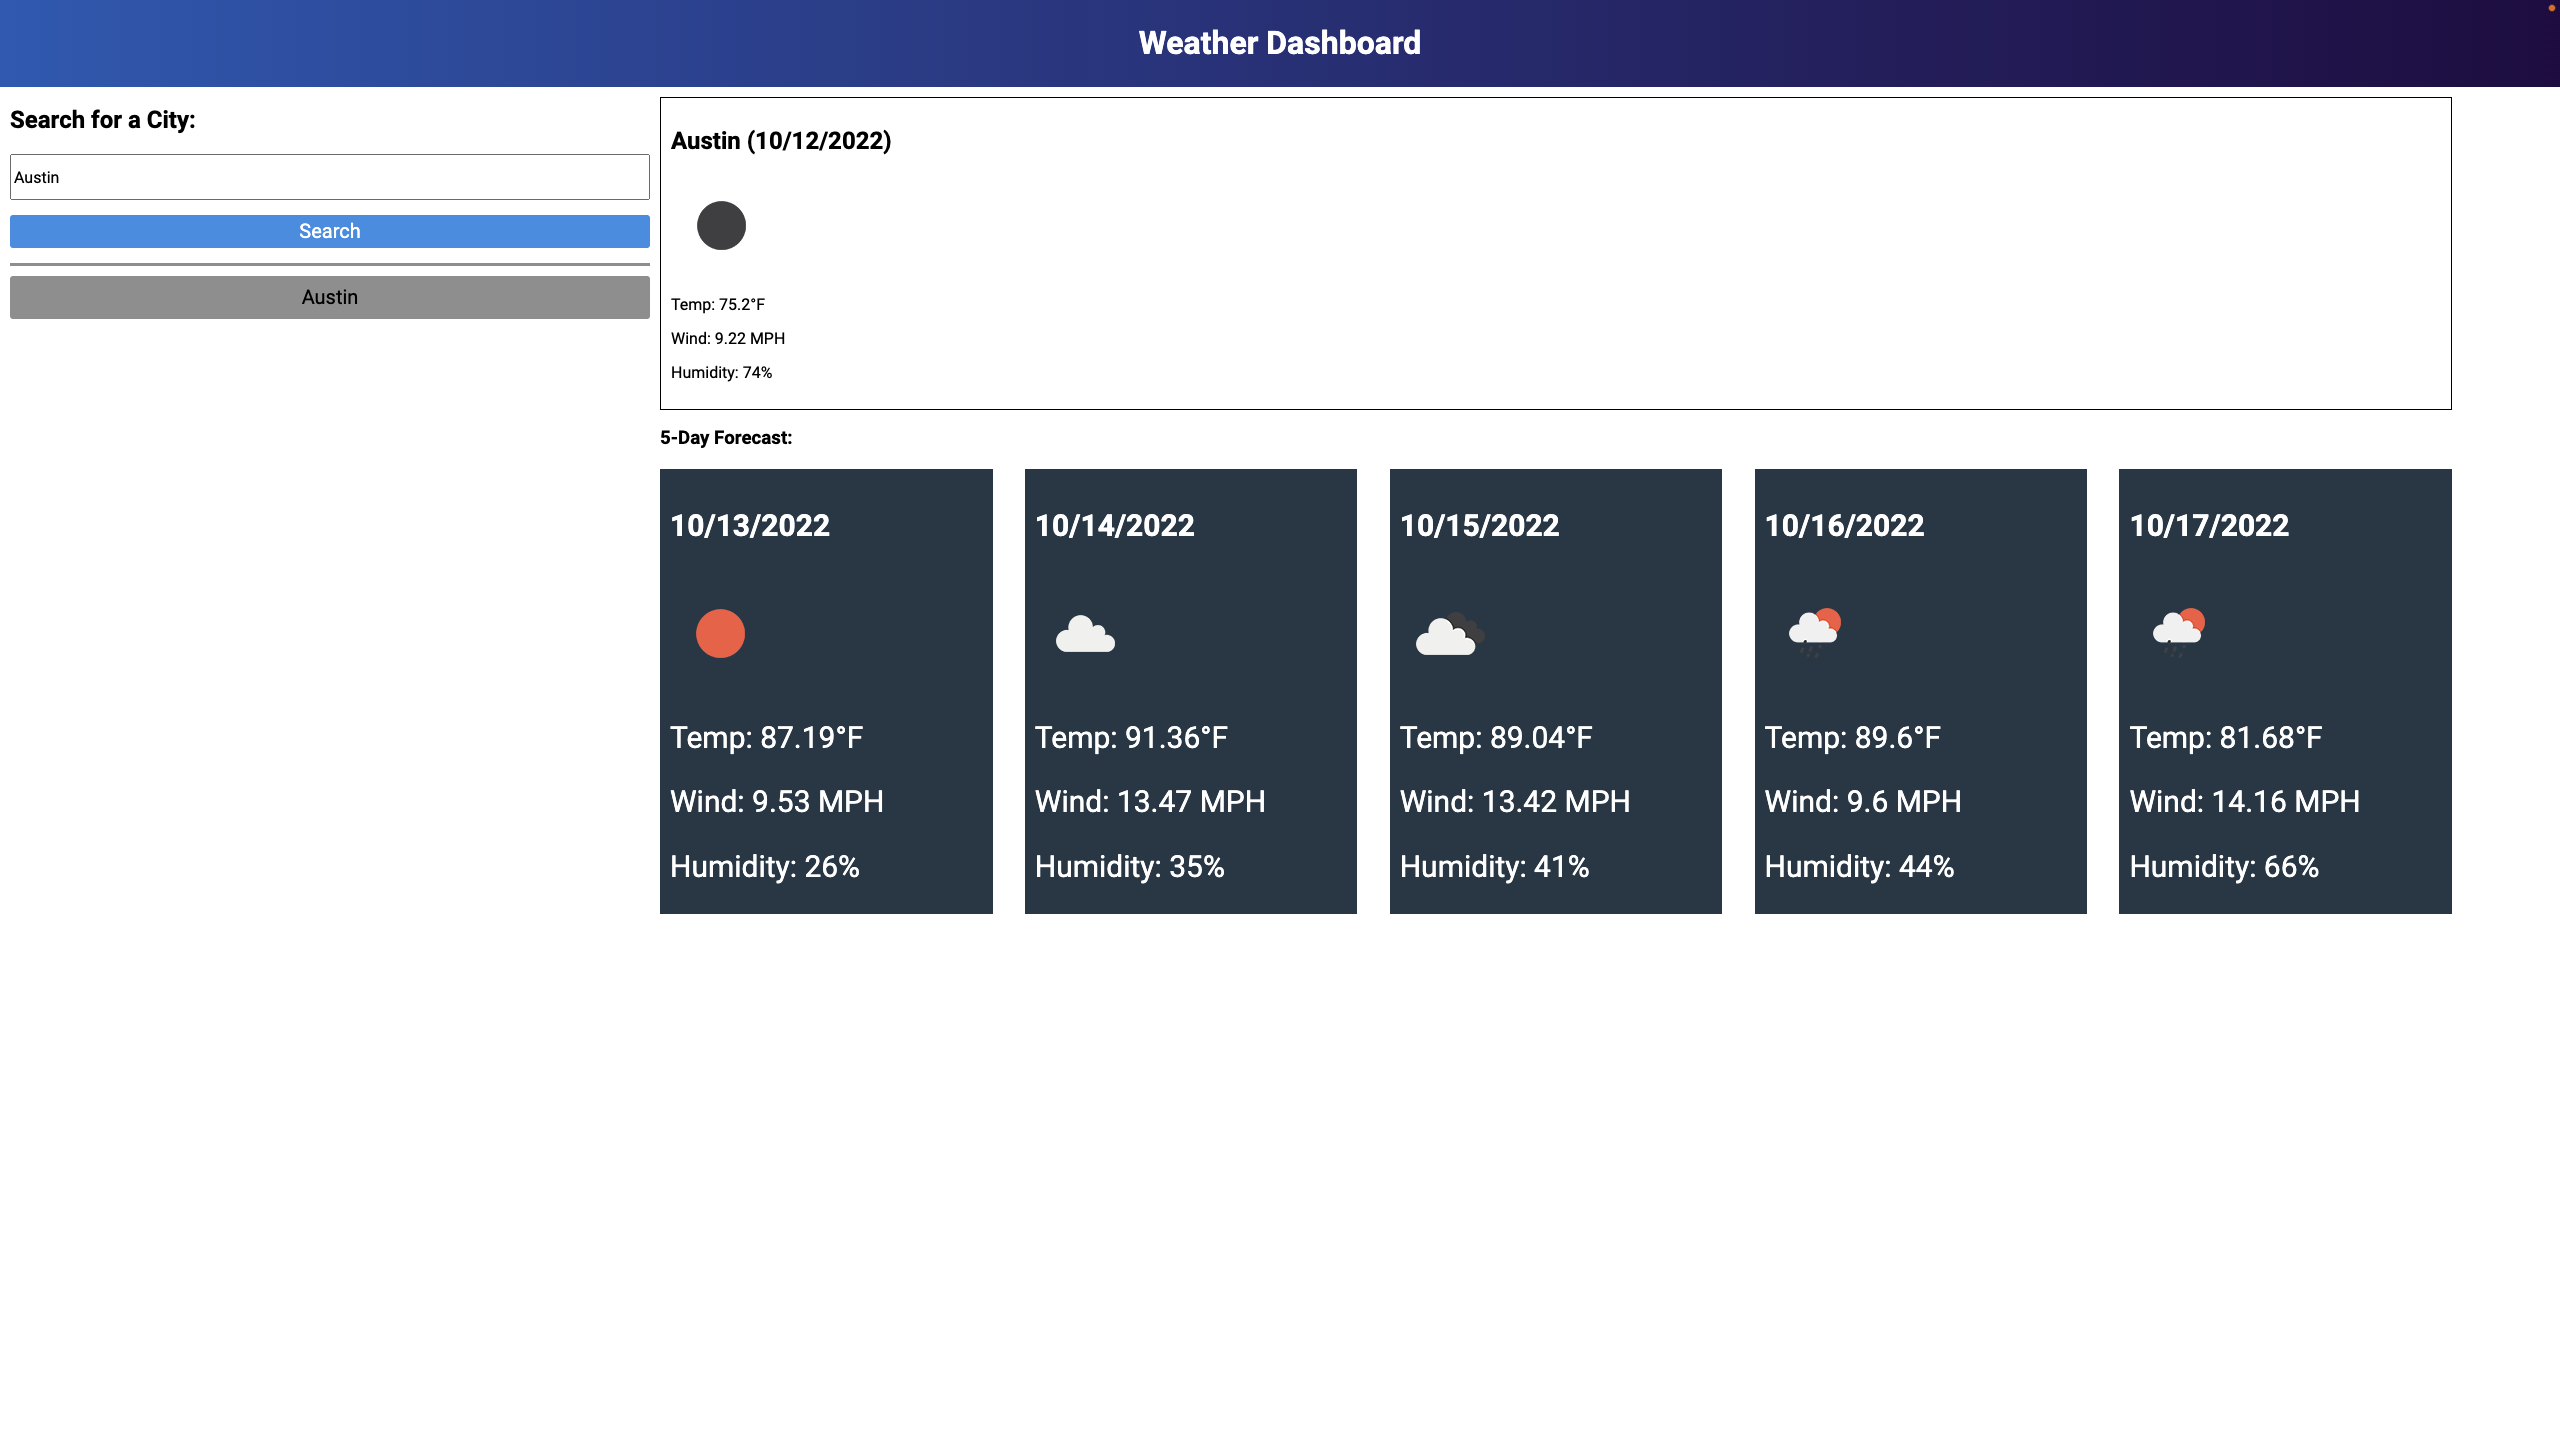 Weather Dashboard
Search for a City:
Austin
Search
Austin
Austin (10/12/2022)
Temp: 75.2°F
Wind: 9.22 MPH
Humidity: 74%
5-Day Forecast:
10/13/2022
Temp: 87.19°F
Wind: 9.53 MPH
Humidity: 26%
10/14/2022
Temp: 91.36°F
Wind: 13.47 MPH
Humidity: 35%
10/15/2022
Temp: 89.04°F
Wind: 13.42 MPH
Humidity: 41%
10/16/2022
Temp: 89.6°F
Wind: 9.6 MPH
Humidity: 44%
10/17/2022
Temp: 81.68°F
Wind: 14.16 MPH
Humidity: 66%